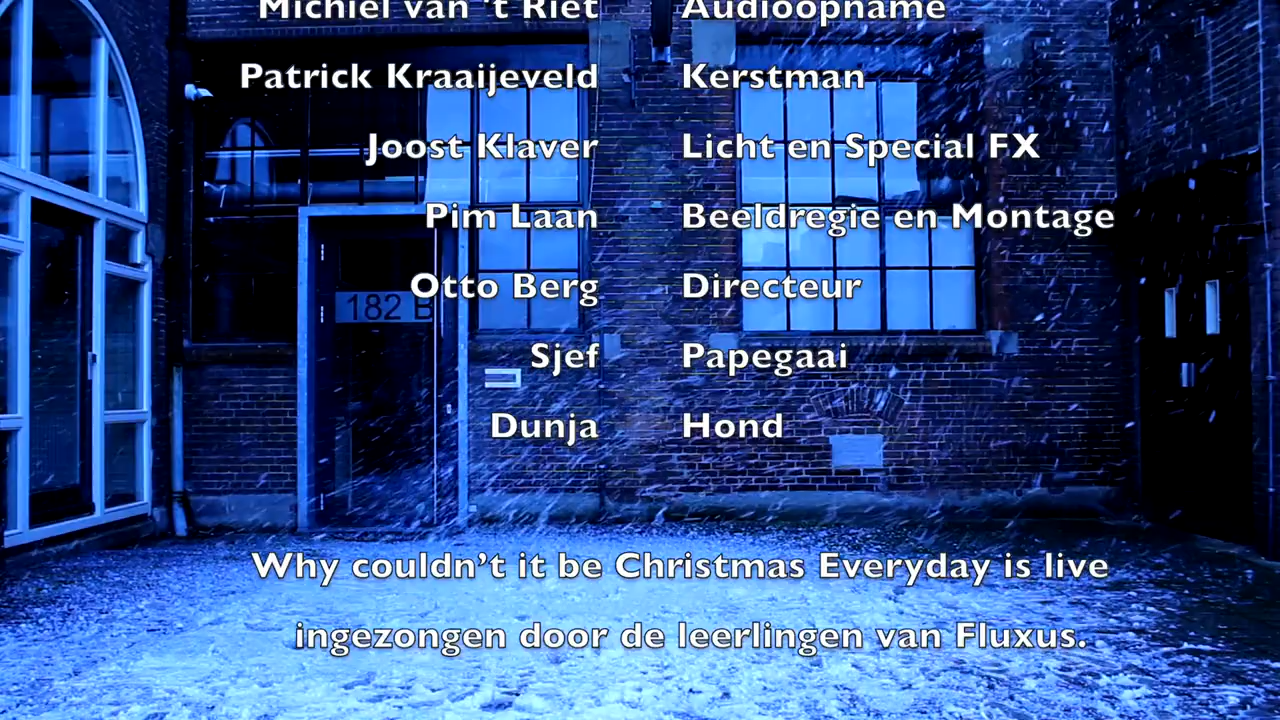 Michiel van 't Riet Audioopname
Patrick Kraaijeveld Kerstman
Joost Klaver Licht en Special FX
Pim Laan Beeldregie en Montage
Otto Berg Directeur
182 B
Sjef Papegaai
Dunja Hond
Why couldn’t it be Christmas Everyday is live
ingezongen door de leerlingen van Fluxus.